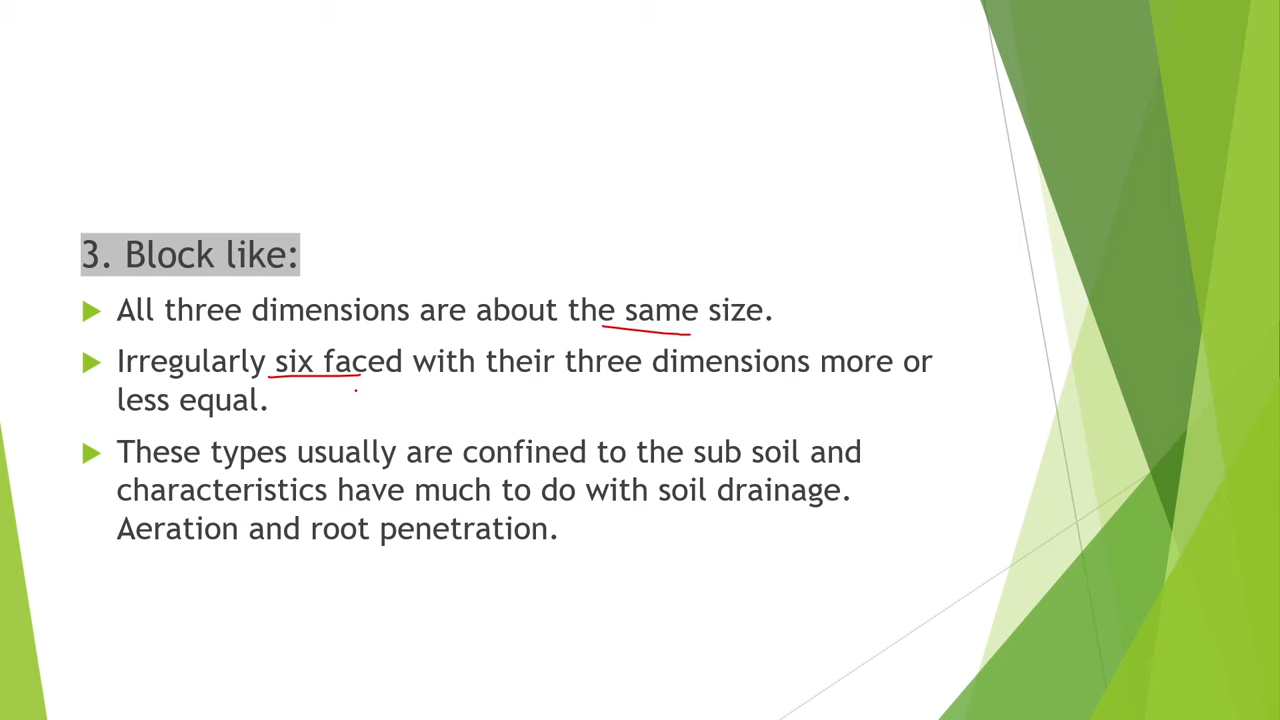 3. Block like:
All three dimensions are about the same size.
Irregularly six faced with their three dimensions more or
less equal.
These types usually are confined to the sub soil and
characteristics have much to do with soil drainage.
Aeration and root penetration.